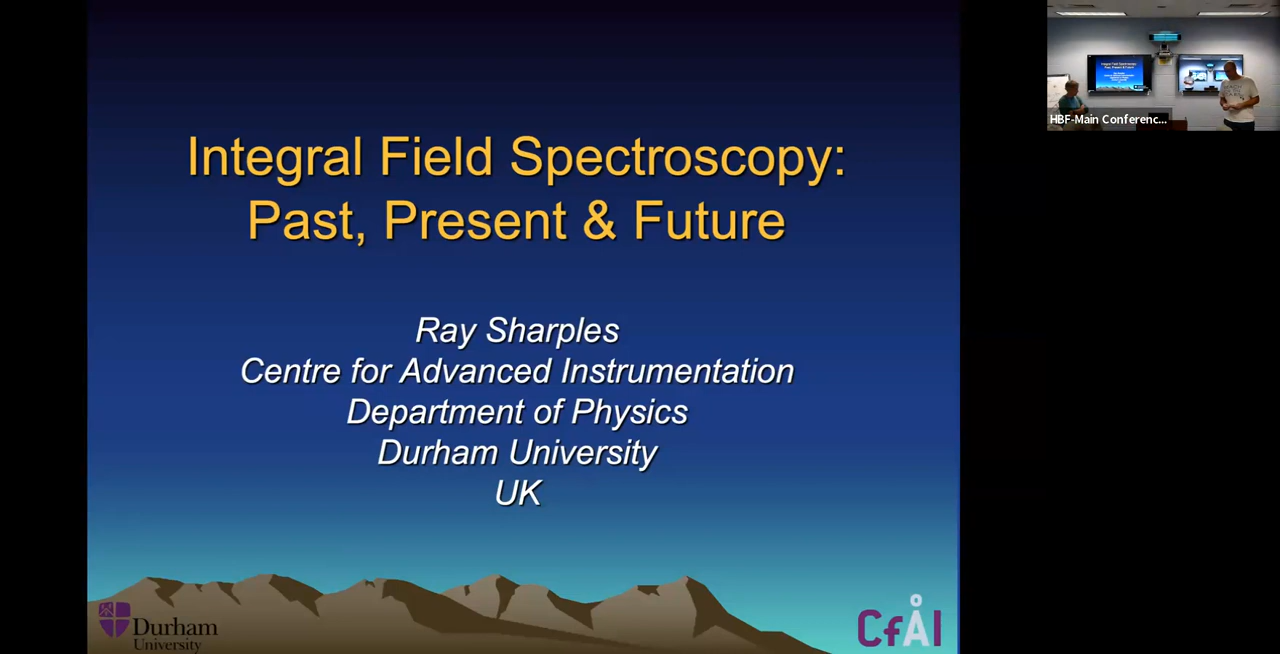 Integral Field Spectroscopy:
Past, Present & Future
Ray Sharples
Centre for Advanced Instrumentation
Department of Physics
Durham University
UK
Durham
University
CfÅI
HBF-Main Conferenc...